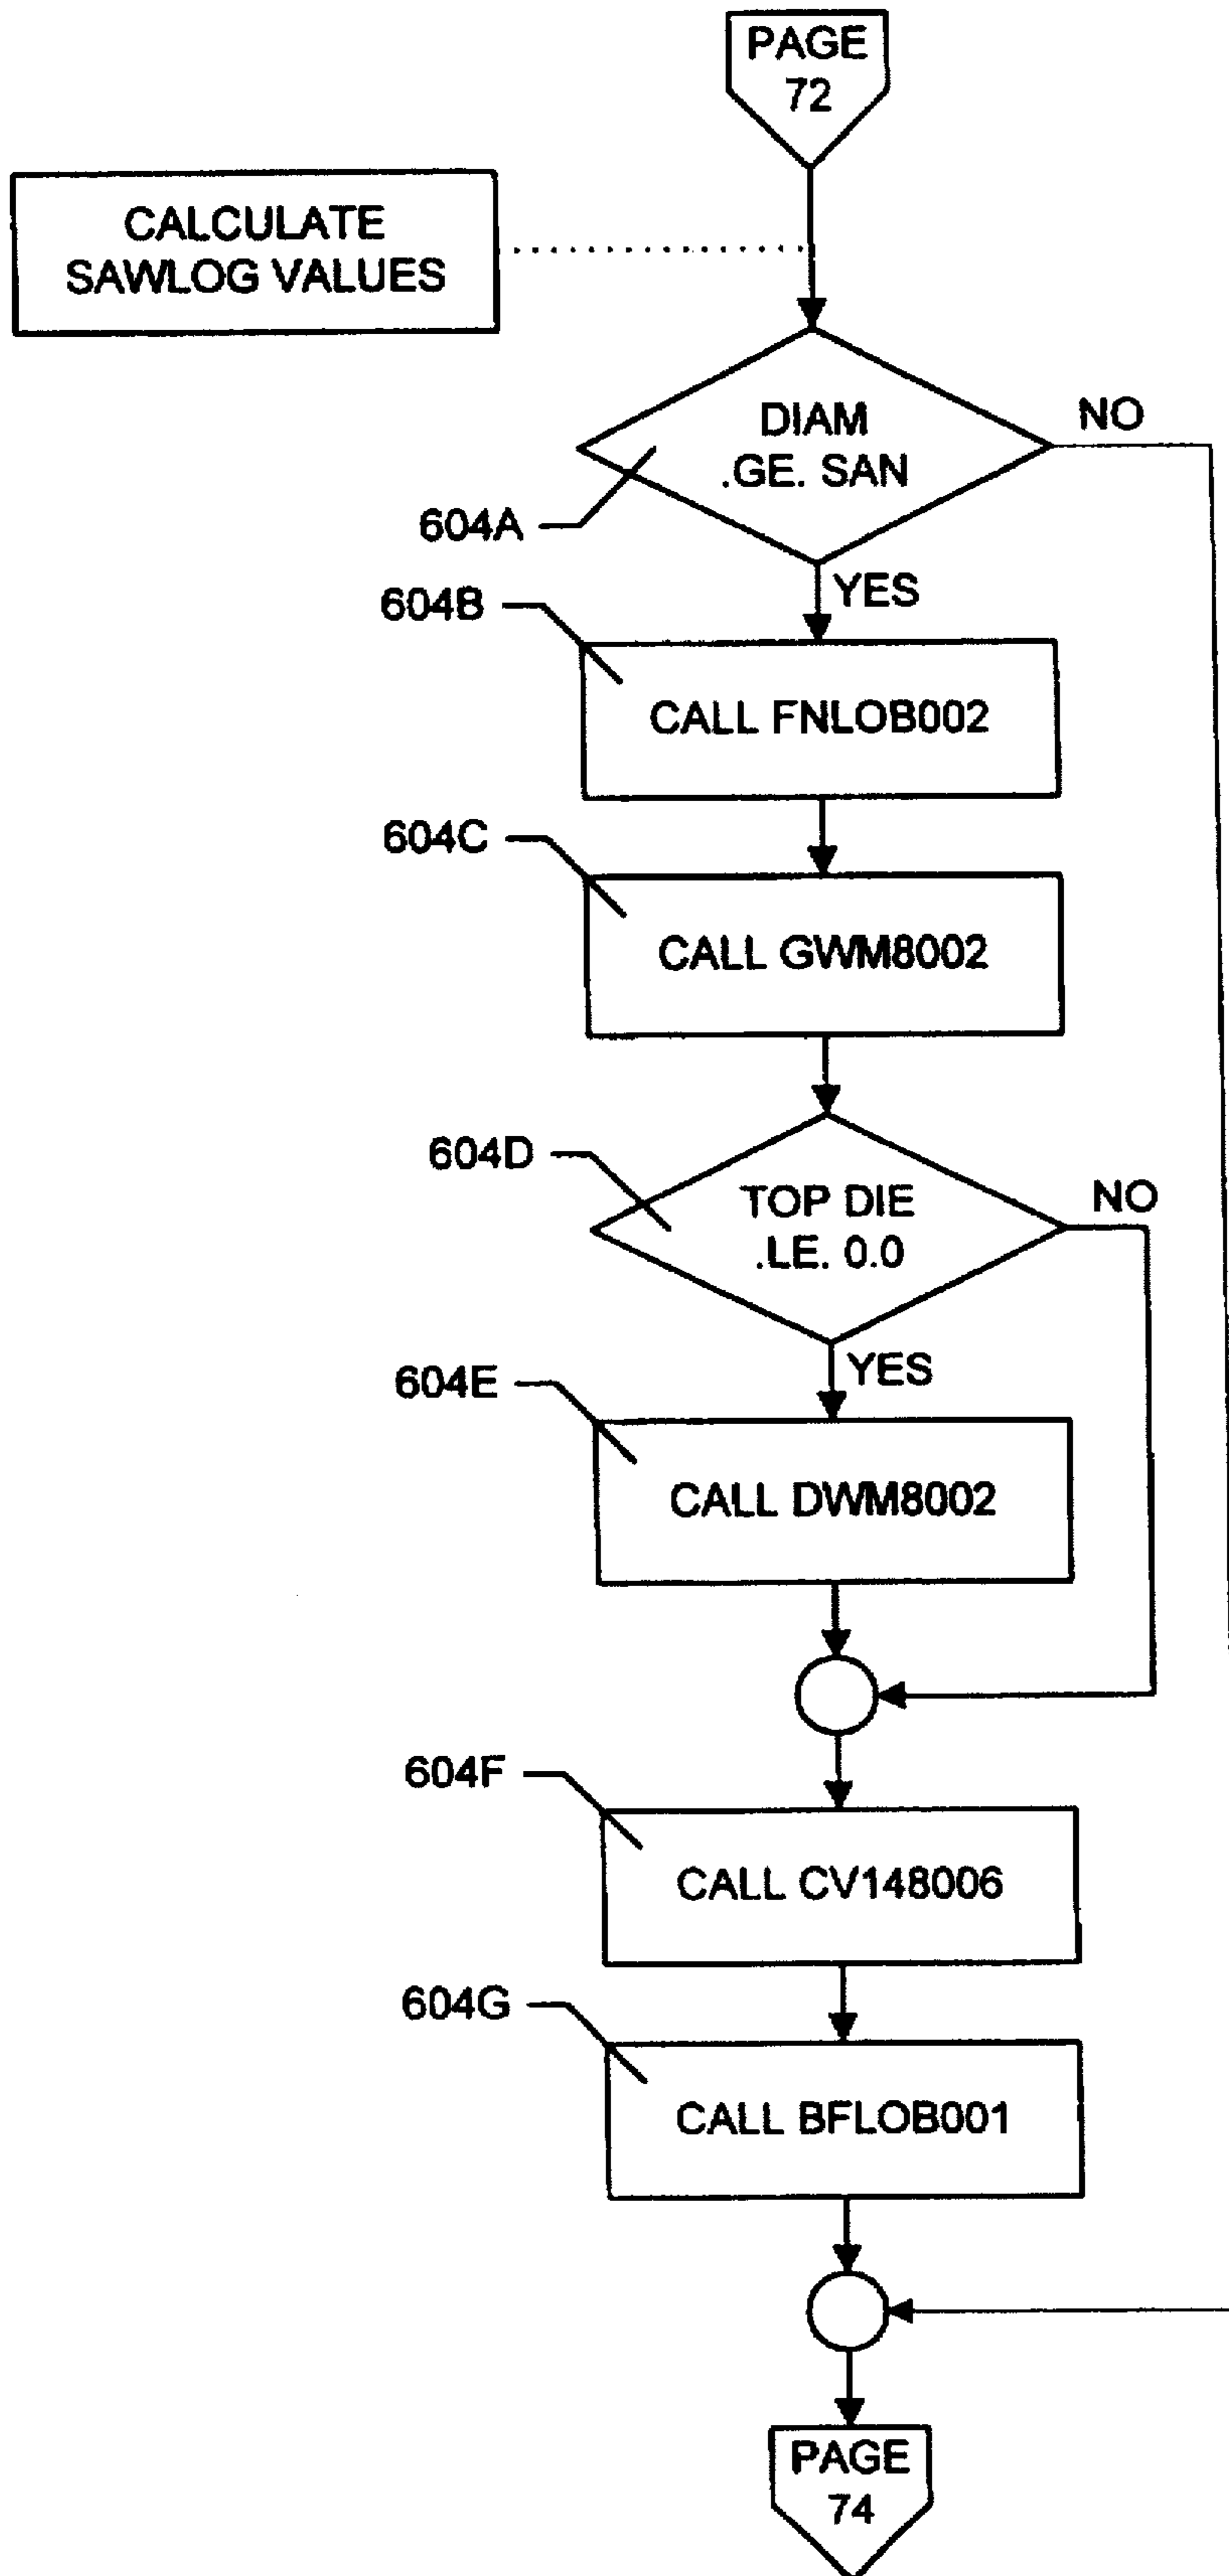 PAGE
72
CALCULATE
SAWLOG VALUES
DIAM
.GE. SAN
NO
604A
YES
604B
CALL FNLOB002
604C
CALL GWM8002
604D
TOP DIE
.LE. 0.0
NO
YES
604E
CALL DWM8002
604F
CALL CV148006
604G
CALL BFLOB001
PAGE
74